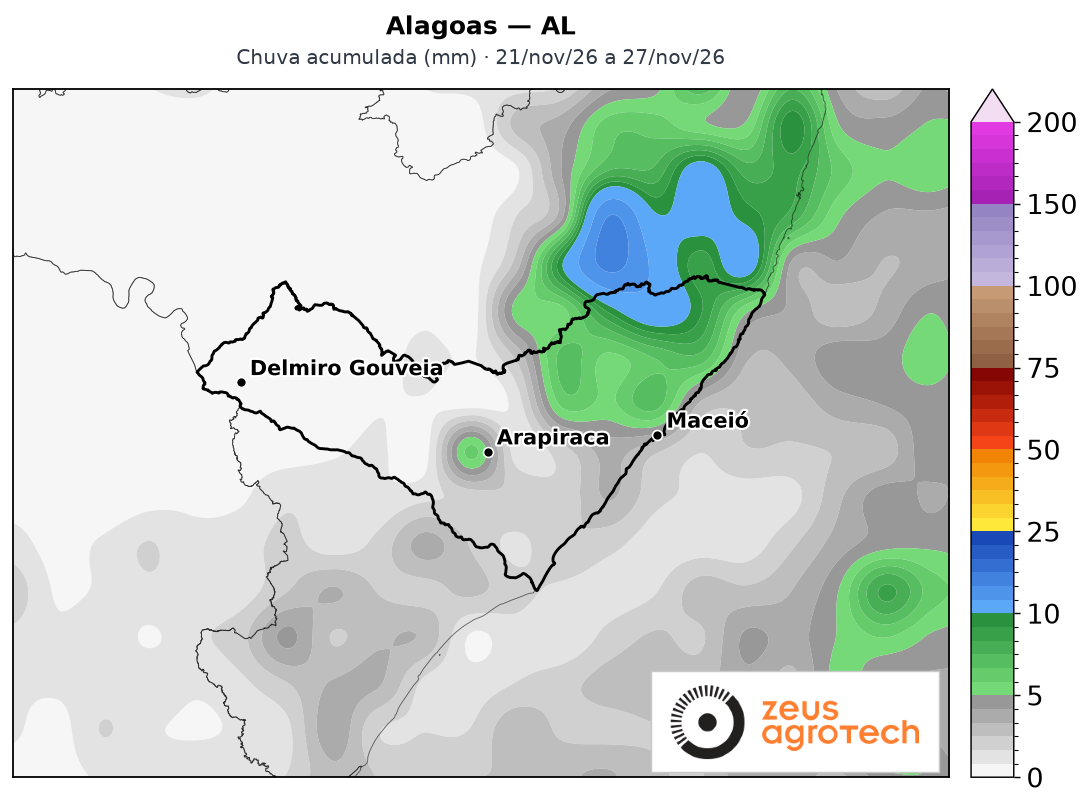 Alagoas — AL
Chuva acumulada (mm) · 21/nov/26 a 27/nov/26
Delmiro Gouveia
Maceió
Arapiraca
200
150
100
75
50
25
10
5
0
zeus
agrotech